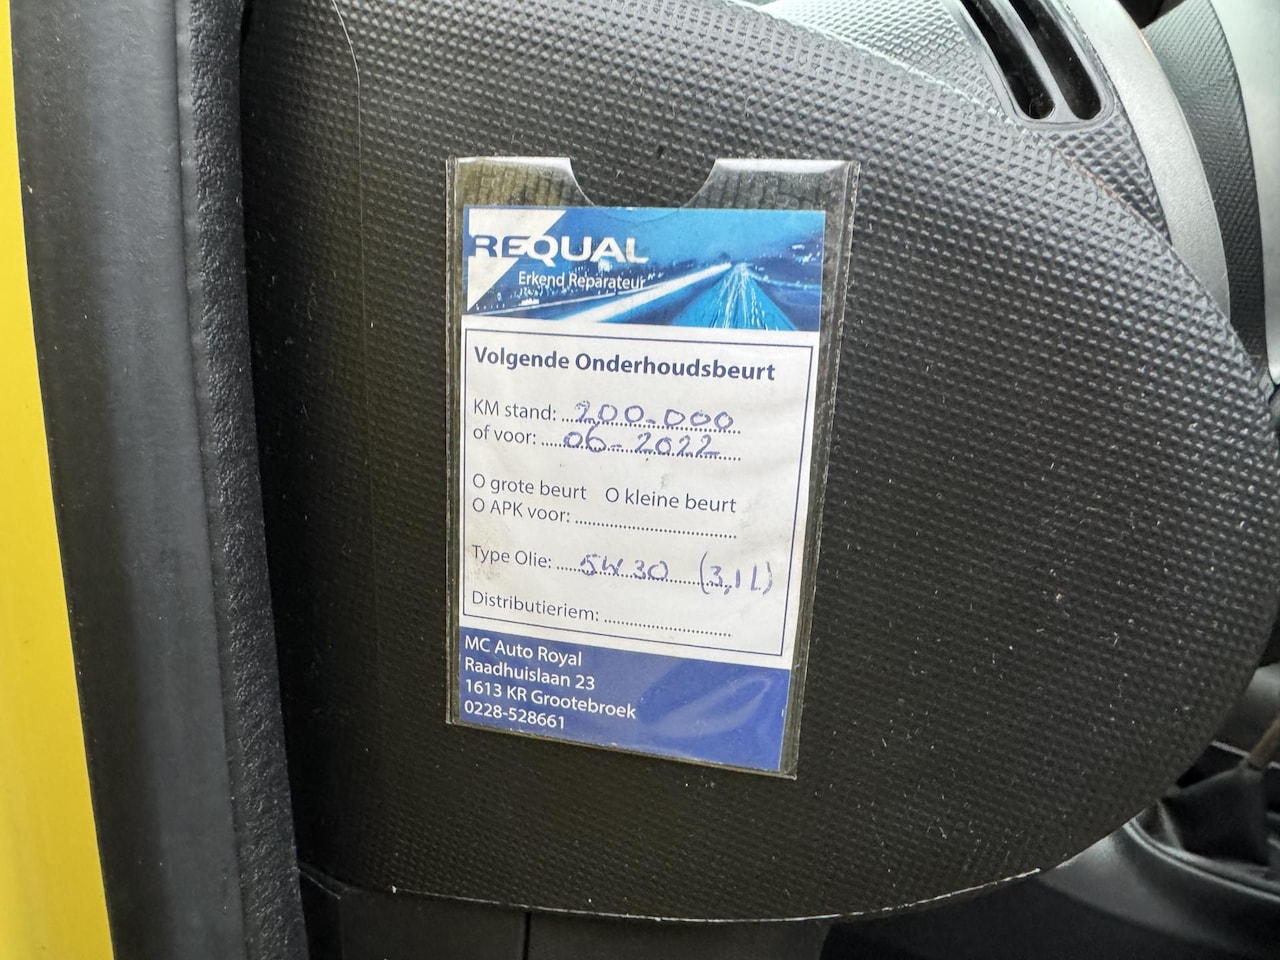 REQUAL
Erkend Reparateur
Volgende Onderhoudsbeurt
KM stand: 200.000
of voor: 06-2022
O grote beurt O kleine beurt
O APK voor:
Type Olie: 5W30 (3,1L)
Distributieriem:
MC Auto Royal
Raadhuislaan 23
1613 KR Grootebroek
0228-528661